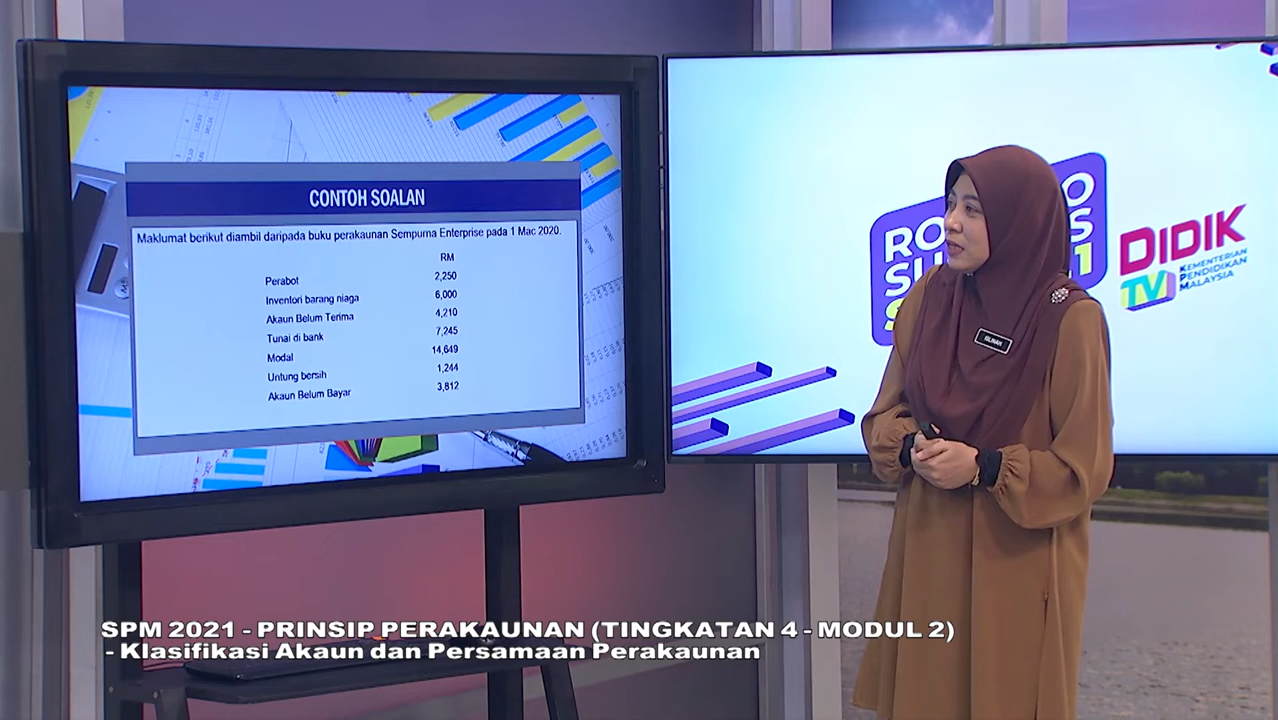 CONTOH SOALAN
Maklumat berikut diambil daripada buku perakaunan Sempurna Enterprise pada 1 Mac 2020.
RM
Perabot 2,250
Inventori barang niaga 6,000
Akaun Belum Terima 4,210
Tunai di bank 7,245
Modal 14,649
Untung bersih 1,244
Akaun Belum Bayar 3,812
DIDIK
TV
KEMENTERIAN
PENDIDIKAN
MALAYSIA
SPM 2021 - PRINSIP PERAKAUNAN (TINGKATAN 4 - MODUL 2)
- Klasifikasi Akaun dan Persamaan Perakaunan